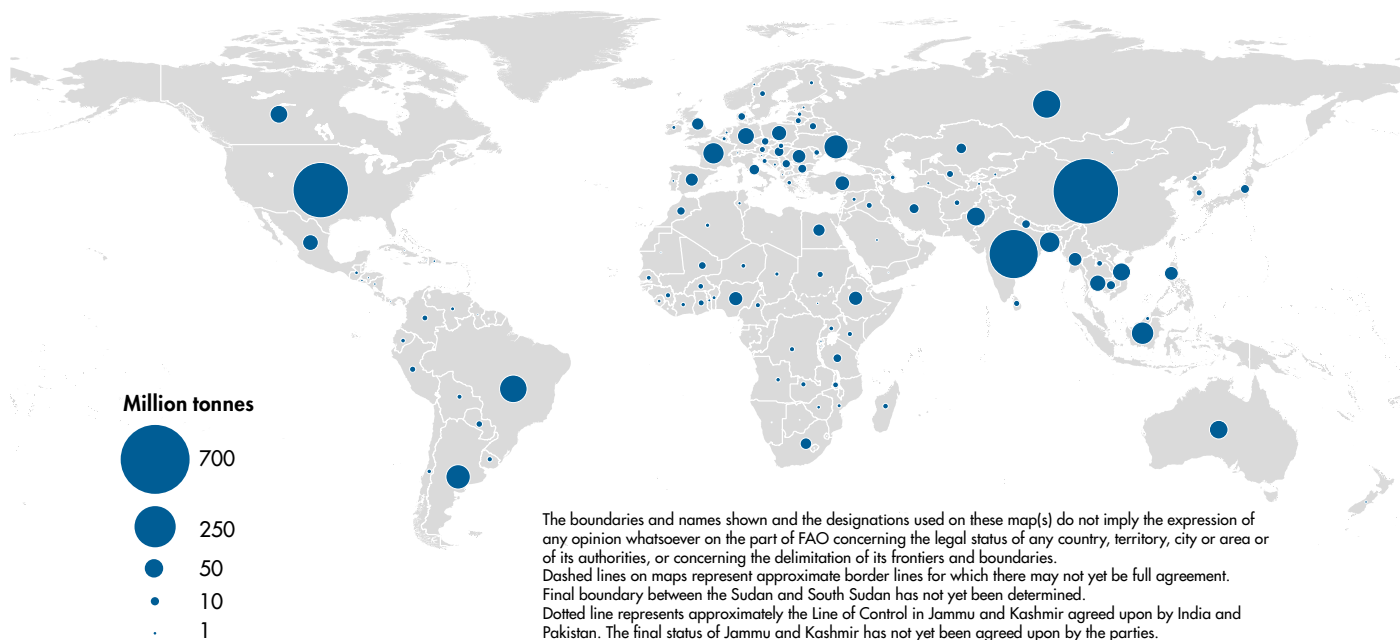 Million tonnes
700
250
50
10
1
The boundaries and names shown and the designations used on these map(s) do not imply the expression of
any opinion whatsoever on the part of FAO concerning the legal status of any country, territory, city or area or
of its authorities, or concerning the delimitation of its frontiers and boundaries.
Dashed lines on maps represent approximate border lines for which there may not yet be full agreement.
Final boundary between the Sudan and South Sudan has not yet been determined.
Dotted line represents approximately the Line of Control in Jammu and Kashmir agreed upon by India and
Pakistan. The final status of Jammu and Kashmir has not yet been agreed upon by the parties.